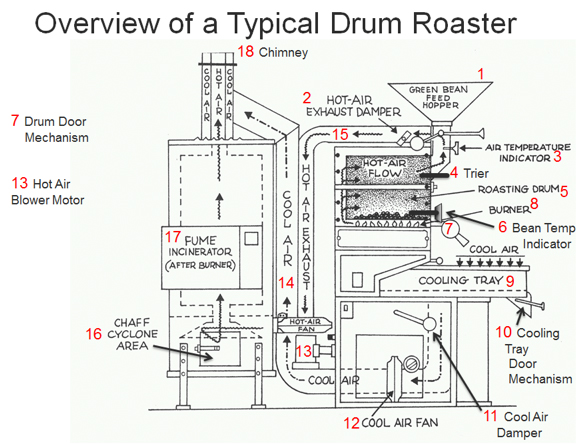 Overview of a Typical Drum Roaster
18 Chimney
COOL AIR
HOT AIR
COOL AIR
1
GREEN BEAN
FEED
HOPPER
2
HOT-AIR
EXHAUST DAMPER
7 Drum Door
Mechanism
15
AIR TEMPERATURE
INDICATOR 3
HOT-AIR
FLOW
4 Trier
13 Hot Air
Blower Motor
ROASTING DRUM 5
BURNER 8
6 Bean Temp
Indicator
7
COOL AIR
HOT AIR EXHAUST
17
FUME
INCINERATOR
(AFTER BURNER)
COOL AIR
COOLING TRAY 9
14
16 CHAFF
CYCLONE
AREA
HOT-AIR
FAN
13
10 Cooling
Tray
Door
Mechanism
COOL AIR
12 COOL AIR FAN
11 Cool Air
Damper